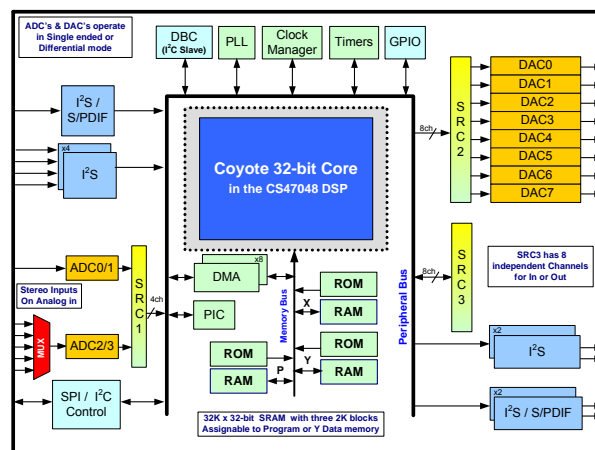 ADC's & DAC's operate
in Single ended or
Differential mode
DBC
(I²C Slave)
PLL
Clock
Manager
Timers
GPIO
I²S /
S/PDIF
x4
I²S
Coyote 32-bit Core
in the CS47048 DSP
8ch
SRC2
DAC0
DAC1
DAC2
DAC3
DAC4
DAC5
DAC6
DAC7
ADC0/1
Stereo Inputs
On Analog in
MUX
ADC2/3
SRC1
4ch
x8
DMA
PIC
Memory Bus
ROM
X
RAM
ROM
ROM
Y
P
RAM
RAM
Peripheral Bus
8ch
SRC3
SRC3 has 8
independent Channels
for In or Out
x2
I²S
x2
I²S / S/PDIF
SPI / I²C
Control
32K x 32-bit SRAM with three 2K blocks
Assignable to Program or Y Data memory